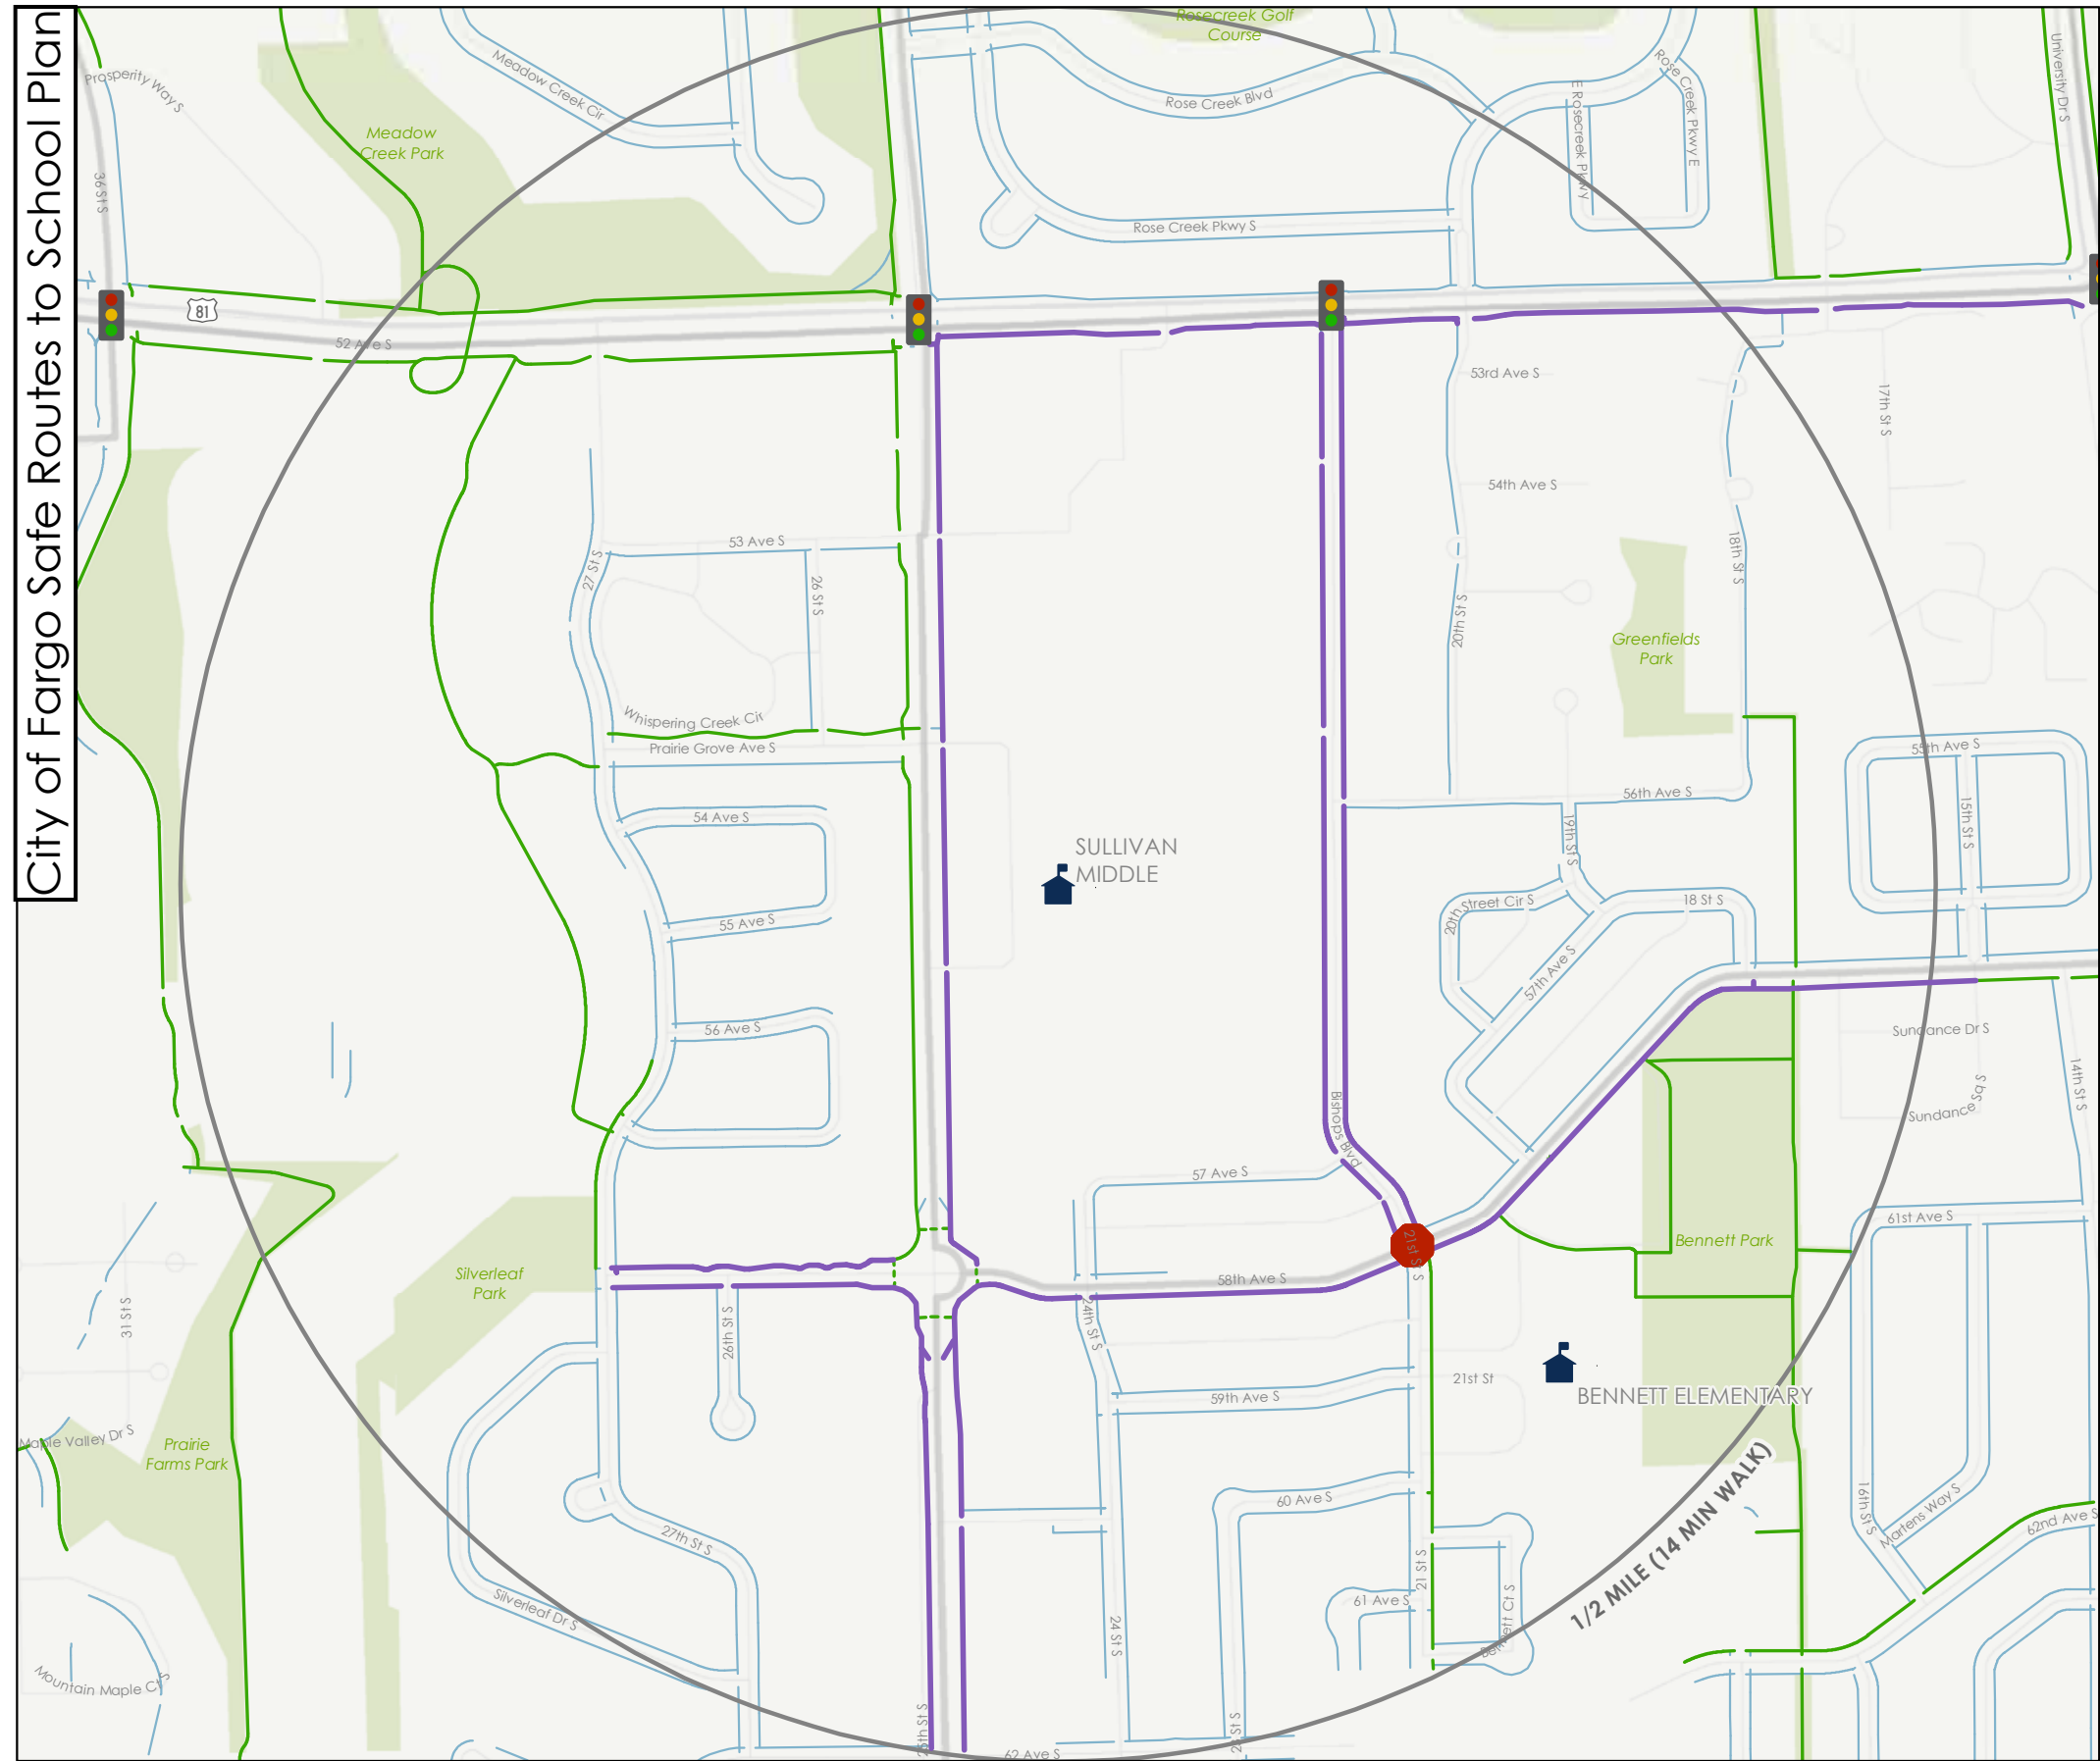 City of Fargo Safe Routes to School Plan
Rosecreek Golf
Course
Prosperity Way S
Meadow Creek Cir
Meadow
Creek Park
Rose Creek Blvd
E Rosecreek Pkwy
Rose Creek Pkwy E
University Dr S
36 St S
Rose Creek Pkwy S
81
52 Ave S
53rd Ave S
17th St S
54th Ave S
53 Ave S
27 St S
26 St S
20th St S
18th St S
Greenfields
Park
Whispering Creek Cir
Prairie Grove Ave S
55th Ave S
56th Ave S
54 Ave S
15th St S
19th St S
SULLIVAN
MIDDLE
20th Street Cir S
18 St S
55 Ave S
57th Ave S
56 Ave S
Sundance Dr S
14th St S
Sundance Sq S
Bishops Blvd
57 Ave S
61st Ave S
21st S
Bennett Park
Silverleaf
Park
58th Ave S
31 St S
26th St S
24th St S
21st St
59th Ave S
BENNETT ELEMENTARY
Maple Valley Dr S
Prairie
Farms Park
60 Ave S
16th St S
Martens Way S
62nd Ave S
27th St S
1/2 MILE (14 MIN WALK)
21 St S
61 Ave S
Bennett Ct S
Silverleaf Dr S
24 St S
Mountain Maple Ct S
25th St S
62 Ave S